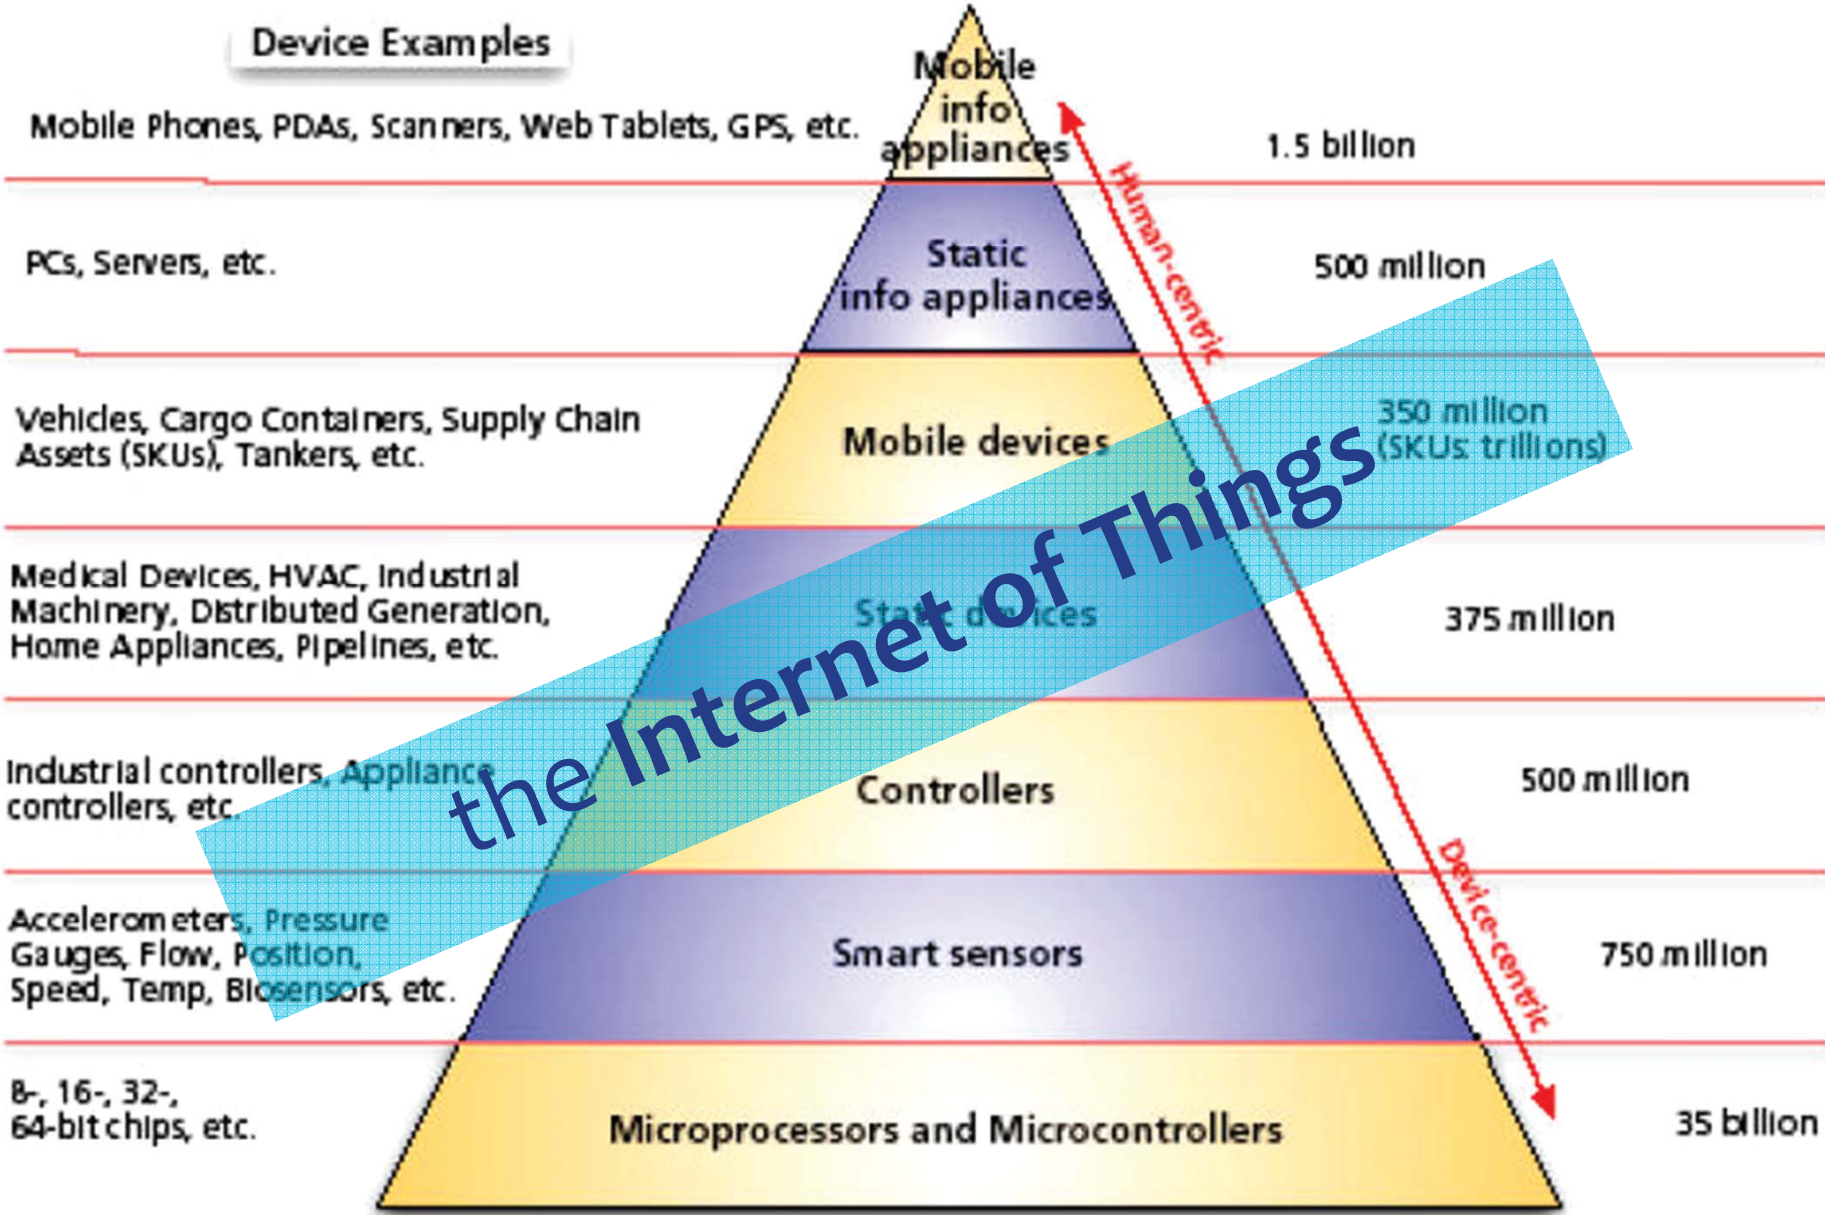 Device Examples
Mobile Phones, PDAs, Scanners, Web Tablets, GPS, etc.
Mobile
info
appliances
1.5 billion
Human-centric
PCs, Servers, etc.
Static
info appliances
500 million
Vehicles, Cargo Containers, Supply Chain
Assets (SKUs), Tankers, etc.
Mobile devices
350 million
(SKUs: trillions)
the Internet of Things
Medical Devices, HVAC, Industrial
Machinery, Distributed Generation,
Home Appliances, Pipelines, etc.
Static devices
375 million
Industrial controllers, Appliance
controllers, etc.
Controllers
500 million
Device-centric
Accelerometers, Pressure
Gauges, Flow, Position,
Speed, Temp, Biosensors, etc.
Smart sensors
750 million
8-, 16-, 32-,
64-bit chips, etc.
Microprocessors and Microcontrollers
35 billion